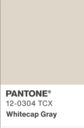 PANTONE®
12-0304 TCX
Whitecap Gray